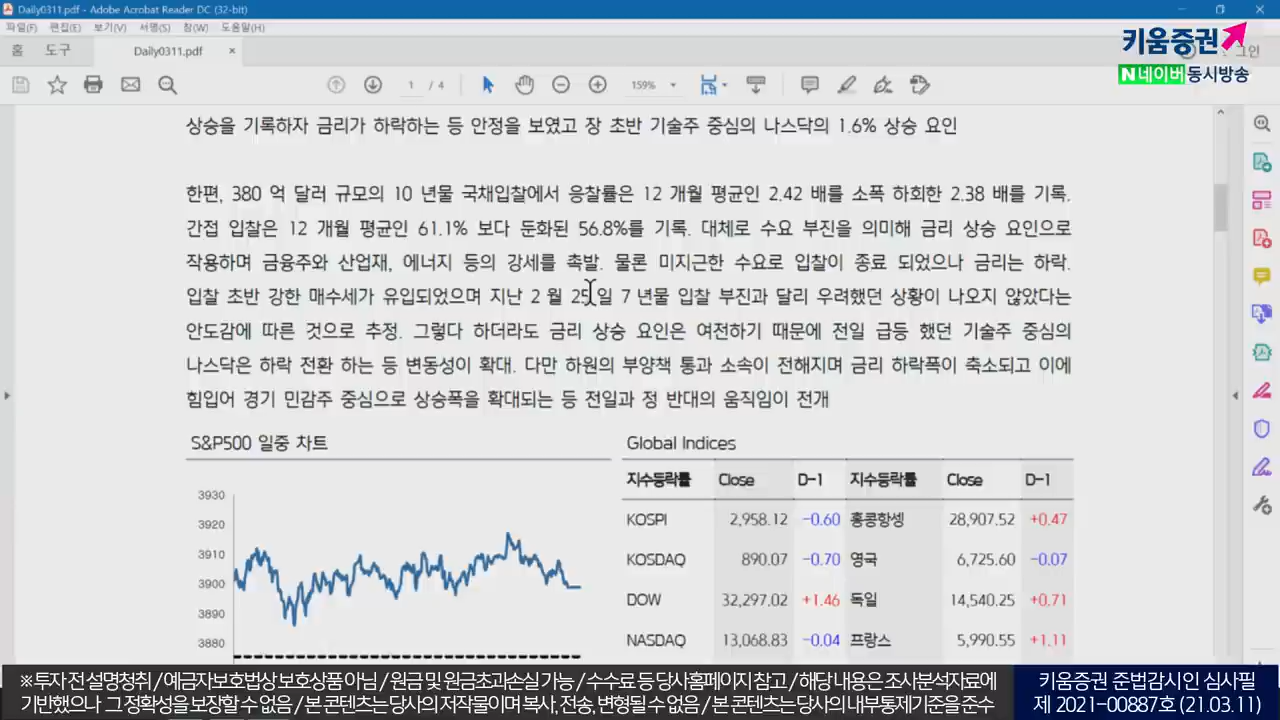 Daily0311.pdf - Adobe Acrobat Reader DC (32-bit)
파일(F) 편집(E) 보기(V) 서명(S) 창(W) 도움말(H)
홈 도구 Daily0311.pdf ×
키움증권
N 네이버 동시방송
1 / 4 159%
상승을 기록하자 금리가 하락하는 등 안정을 보였고 장 초반 기술주 중심의 나스닥의 1.6% 상승 요인
한편, 380 억 달러 규모의 10 년물 국채입찰에서 응찰률은 12 개월 평균인 2.42 배를 소폭 하회한 2.38 배를 기록.
간접 입찰은 12 개월 평균인 61.1% 보다 둔화된 56.8%를 기록. 대체로 수요 부진을 의미해 금리 상승 요인으로
작용하며 금융주와 산업재, 에너지 등의 강세를 촉발. 물론 미지근한 수요로 입찰이 종료 되었으나 금리는 하락.
입찰 초반 강한 매수세가 유입되었으며 지난 2 월 25 일 7 년물 입찰 부진과 달리 우려했던 상황이 나오지 않았다는
안도감에 따른 것으로 추정. 그렇다 하더라도 금리 상승 요인은 여전하기 때문에 전일 급등 했던 기술주 중심의
나스닥은 하락 전환 하는 등 변동성이 확대. 다만 하원의 부양책 통과 소속이 전해지며 금리 하락폭이 축소되고 이에
힘입어 경기 민감주 중심으로 상승폭을 확대되는 등 전일과 정 반대의 움직임이 전개
S&P500 일중 차트
3930
3920
3910
3900
3890
3880
Global Indices
지수등락률 Close D-1 지수등락률 Close D-1
KOSPI 2,958.12 -0.60 홍콩항셍 28,907.52 +0.47
KOSDAQ 890.07 -0.70 영국 6,725.60 -0.07
DOW 32,297.02 +1.46 독일 14,540.25 +0.71
NASDAQ 13,068.83 -0.04 프랑스 5,990.55 +1.11
※ 투자 전 설명청취 / 예금자보호법상 보호상품 아님 / 원금 및 원금초과손실 가능 / 수수료 등 당사홈페이지 참고 / 해당 내용은 조사분석자료에
기반했으나 그 정확성을 보장할 수 없음 / 본 콘텐츠는 당사의 저작물이며 복사, 전송, 변형될 수 없음 / 본 콘텐츠는 당사의 내부통제기준을 준수
키움증권 준법감시인 심사필
제 2021-00887호 (21.03.11)